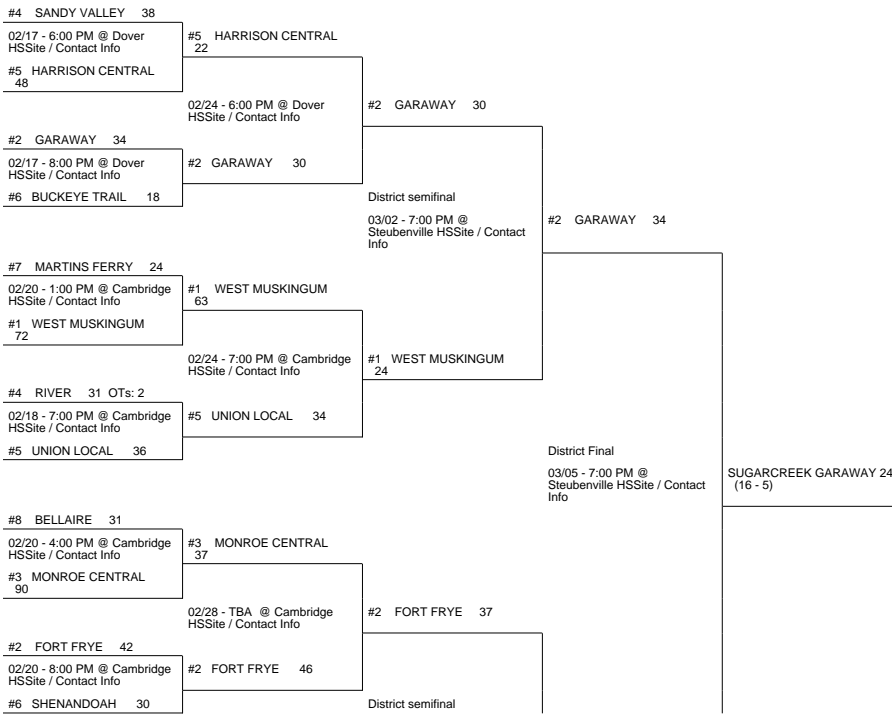 #4 SANDY VALLEY 38
02/17 - 6:00 PM @ Dover
HSSite / Contact Info
#5 HARRISON CENTRAL
48
#5 HARRISON CENTRAL
22
02/24 - 6:00 PM @ Dover
HSSite / Contact Info
#2 GARAWAY 34
02/17 - 8:00 PM @ Dover
HSSite / Contact Info
#6 BUCKEYE TRAIL 18
#2 GARAWAY 30
#2 GARAWAY 30
District semifinal
03/02 - 7:00 PM @
Steubenville HSSite / Contact
Info
#7 MARTINS FERRY 24
02/20 - 1:00 PM @ Cambridge
HSSite / Contact Info
#1 WEST MUSKINGUM
72
#1 WEST MUSKINGUM
63
02/24 - 7:00 PM @ Cambridge
HSSite / Contact Info
#4 RIVER 31 OTs: 2
02/18 - 7:00 PM @ Cambridge
HSSite / Contact Info
#5 UNION LOCAL 36
#5 UNION LOCAL 34
#1 WEST MUSKINGUM
24
#2 GARAWAY 34
District Final
03/05 - 7:00 PM @
Steubenville HSSite / Contact
Info
SUGARCREEK GARAWAY 24
(16 - 5)
#8 BELLAIRE 31
02/20 - 4:00 PM @ Cambridge
HSSite / Contact Info
#3 MONROE CENTRAL
90
#3 MONROE CENTRAL
37
02/28 - TBA @ Cambridge
HSSite / Contact Info
#2 FORT FRYE 42
02/20 - 8:00 PM @ Cambridge
HSSite / Contact Info
#6 SHENANDOAH 30
#2 FORT FRYE 46
#2 FORT FRYE 37
District semifinal